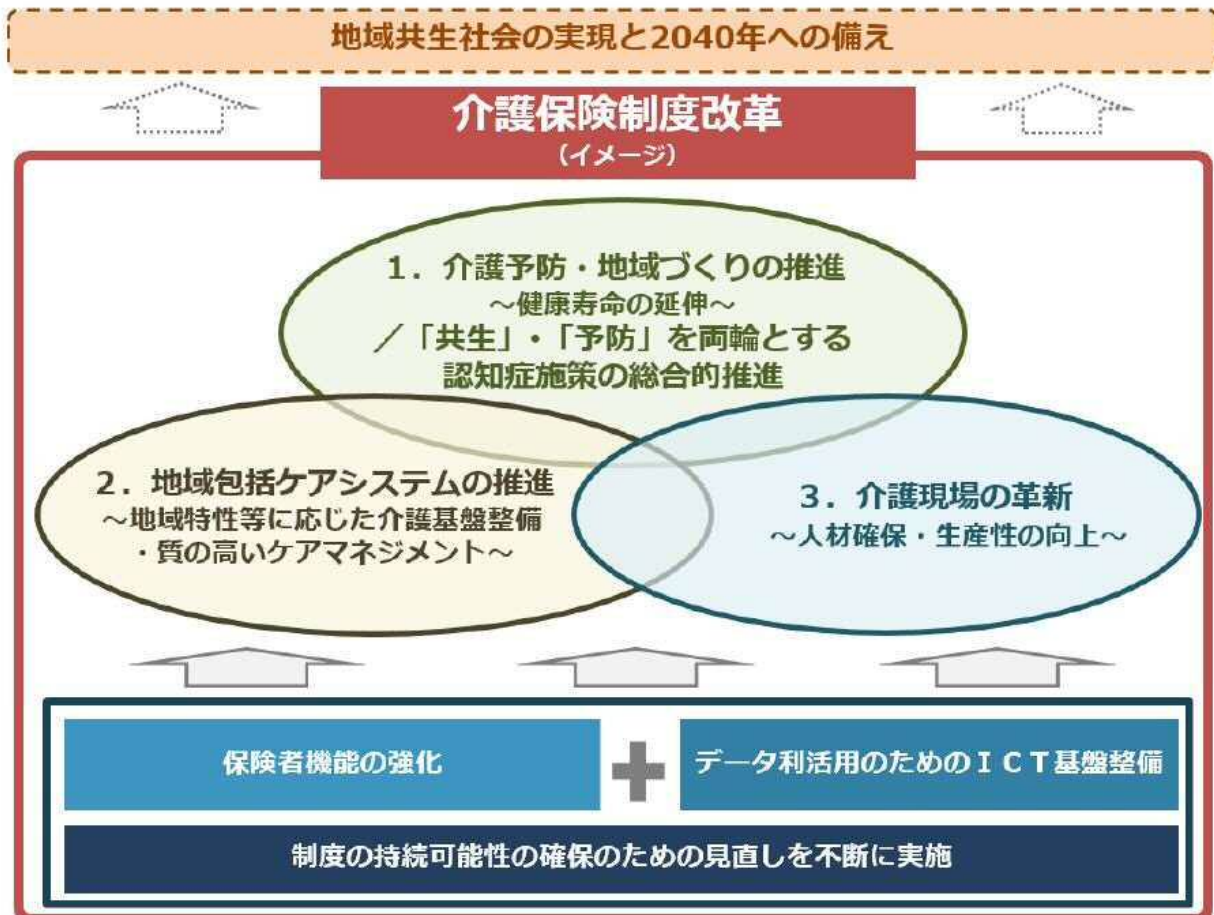 地域共生社会の実現と2040年への備え
介護保険制度改革
（イメージ）
1．介護予防・地域づくりの推進
～健康寿命の延伸～
／「共生」・「予防」を両輪とする
認知症施策の総合的推進
2．地域包括ケアシステムの推進
～地域特性等に応じた介護基盤整備
・質の高いケアマネジメント～
3．介護現場の革新
～人材確保・生産性の向上～
保険者機能の強化
データ利活用のためのＩＣＴ基盤整備
制度の持続可能性の確保のための見直しを不断に実施